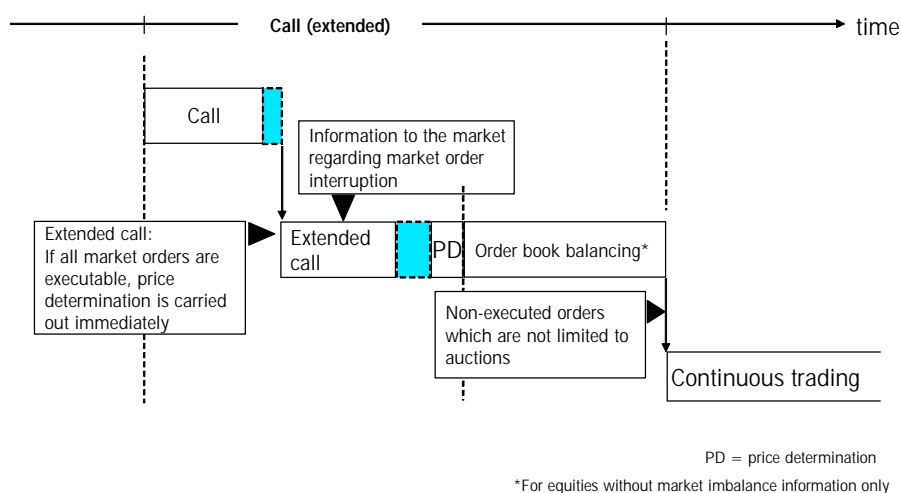 Call (extended)
time
Call
Information to the market
regarding market order
interruption
Extended call:
If all market orders are
executable, price
determination is carried
out immediately
Extended
call
PD
Order book balancing*
Non-executed orders
which are not limited to
auctions
Continuous trading
PD = price determination
*For equities without market imbalance information only